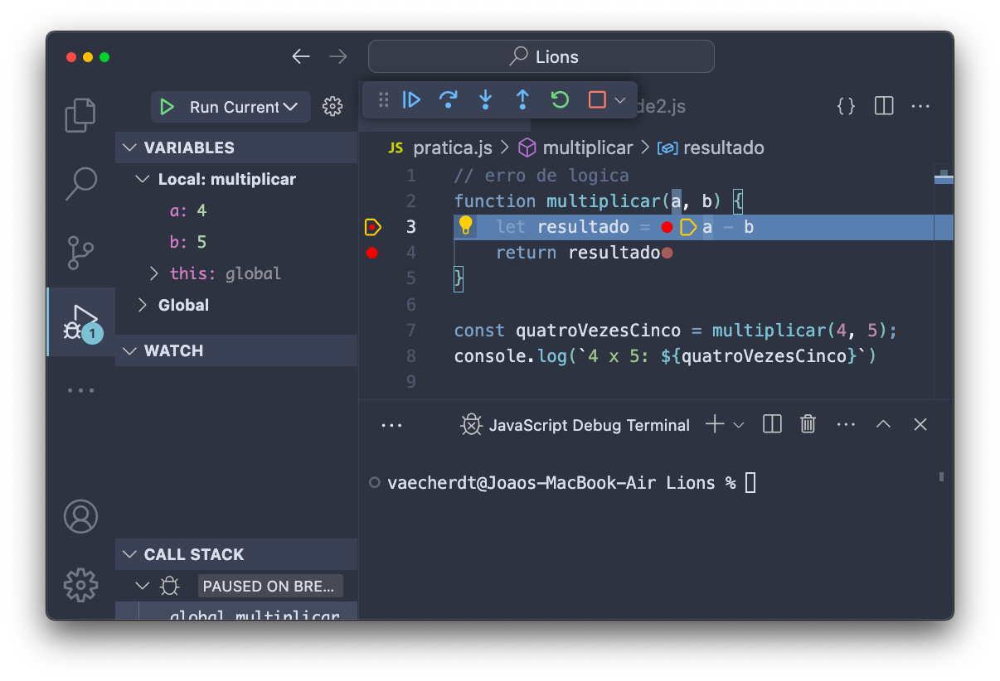 Lions
Run Current
de2.js
VARIABLES
Local: multiplicar
a: 4
b: 5
this: global
Global
WATCH
1
CALL STACK
PAUSED ON BRE...
global.multiplicar
JS pratica.js > multiplicar > resultado
1 // erro de logica
2 function multiplicar(a, b) {
3 let resultado = a - b
4 return resultado
5 }
6
7 const quatroVezesCinco = multiplicar(4, 5);
8 console.log(`4 x 5: ${quatroVezesCinco}`)
9
JavaScript Debug Terminal
vaecherdt@Joaos-MacBook-Air Lions %